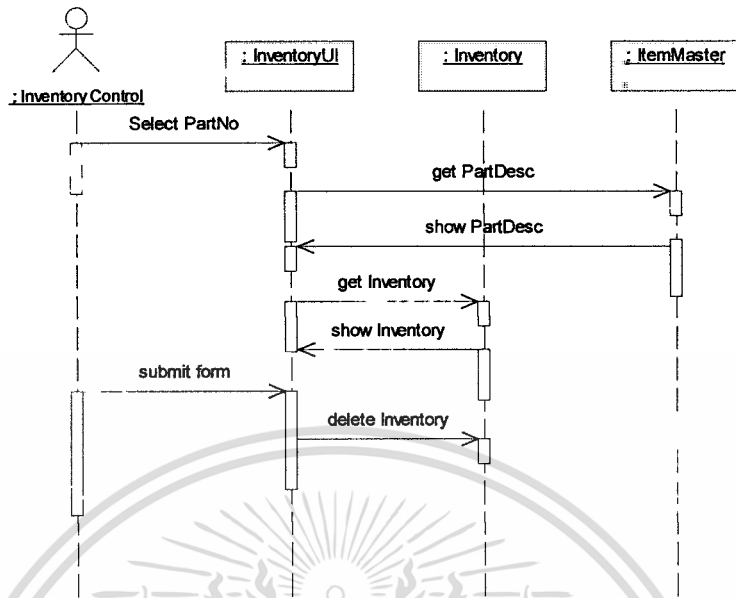 : InventoryUI
: Inventory
: ItemMaster
: Inventory Control
Select PartNo
get PartDesc
show PartDesc
get Inventory
show Inventory
submit form
delete Inventory